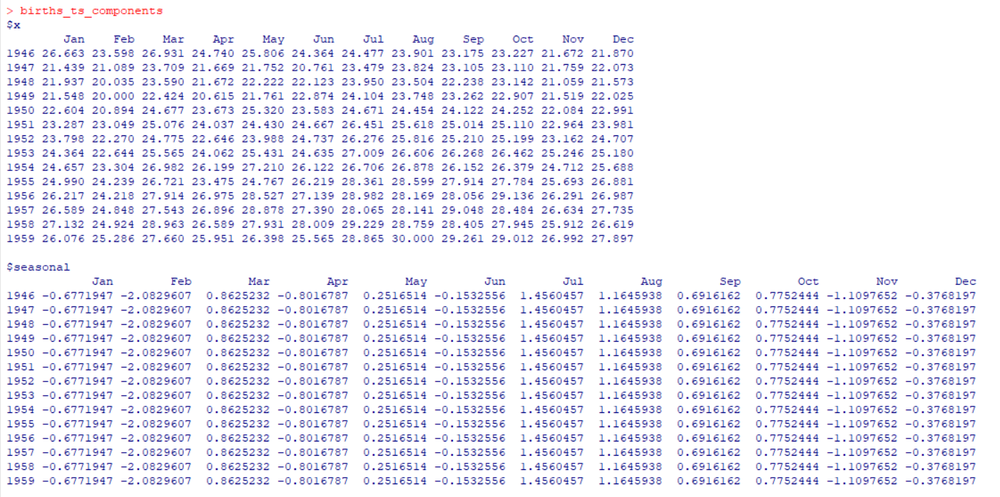 > births_ts_components
$x
Jan Feb Mar Apr May Jun Jul Aug Sep Oct Nov Dec
1946 26.663 23.598 26.931 24.740 25.806 24.364 24.477 23.901 23.175 23.227 21.672 21.870
1947 21.439 21.089 23.709 21.669 21.752 20.761 23.479 23.824 23.105 23.110 21.759 22.073
1948 21.937 20.035 23.590 21.672 22.222 22.123 23.950 23.504 22.238 23.142 21.059 21.573
1949 21.548 20.000 22.424 20.615 21.761 22.874 24.104 23.748 23.262 22.907 21.519 22.025
1950 22.604 20.894 24.677 23.673 25.320 23.583 24.671 24.454 24.122 24.252 22.084 22.991
1951 23.287 23.049 25.076 24.037 24.430 24.667 26.451 25.618 25.014 25.110 22.964 23.981
1952 23.798 22.270 24.775 22.646 23.988 24.737 26.276 25.816 25.210 25.199 23.162 24.707
1953 24.364 22.644 25.565 24.062 25.431 24.635 27.009 26.606 26.268 26.462 25.246 25.180
1954 24.657 23.304 26.982 26.199 27.210 26.122 26.706 26.878 26.152 26.379 24.712 25.688
1955 24.990 24.239 26.721 23.475 24.767 26.219 28.361 28.599 27.914 27.784 25.693 26.881
1956 26.217 24.218 27.914 26.975 28.527 27.139 28.982 28.169 28.056 29.136 26.291 26.987
1957 26.589 24.848 27.543 26.896 28.878 27.390 28.065 28.141 29.048 28.484 26.634 27.735
1958 27.132 24.924 28.963 26.589 27.931 28.009 29.229 28.759 28.405 27.945 25.912 26.619
1959 26.076 25.286 27.660 25.951 26.398 25.565 28.865 30.000 29.261 29.012 26.992 27.897
$seasonal
Jan Feb Mar Apr May Jun Jul Aug Sep Oct Nov Dec
1946 -0.6771947 -2.0829607 0.8625232 -0.8016787 0.2516514 -0.1532556 1.4560457 1.1645938 0.6916162 0.7752444 -1.1097652 -0.3768197
1947 -0.6771947 -2.0829607 0.8625232 -0.8016787 0.2516514 -0.1532556 1.4560457 1.1645938 0.6916162 0.7752444 -1.1097652 -0.3768197
1948 -0.6771947 -2.0829607 0.8625232 -0.8016787 0.2516514 -0.1532556 1.4560457 1.1645938 0.6916162 0.7752444 -1.1097652 -0.3768197
1949 -0.6771947 -2.0829607 0.8625232 -0.8016787 0.2516514 -0.1532556 1.4560457 1.1645938 0.6916162 0.7752444 -1.1097652 -0.3768197
1950 -0.6771947 -2.0829607 0.8625232 -0.8016787 0.2516514 -0.1532556 1.4560457 1.1645938 0.6916162 0.7752444 -1.1097652 -0.3768197
1951 -0.6771947 -2.0829607 0.8625232 -0.8016787 0.2516514 -0.1532556 1.4560457 1.1645938 0.6916162 0.7752444 -1.1097652 -0.3768197
1952 -0.6771947 -2.0829607 0.8625232 -0.8016787 0.2516514 -0.1532556 1.4560457 1.1645938 0.6916162 0.7752444 -1.1097652 -0.3768197
1953 -0.6771947 -2.0829607 0.8625232 -0.8016787 0.2516514 -0.1532556 1.4560457 1.1645938 0.6916162 0.7752444 -1.1097652 -0.3768197
1954 -0.6771947 -2.0829607 0.8625232 -0.8016787 0.2516514 -0.1532556 1.4560457 1.1645938 0.6916162 0.7752444 -1.1097652 -0.3768197
1955 -0.6771947 -2.0829607 0.8625232 -0.8016787 0.2516514 -0.1532556 1.4560457 1.1645938 0.6916162 0.7752444 -1.1097652 -0.3768197
1956 -0.6771947 -2.0829607 0.8625232 -0.8016787 0.2516514 -0.1532556 1.4560457 1.1645938 0.6916162 0.7752444 -1.1097652 -0.3768197
1957 -0.6771947 -2.0829607 0.8625232 -0.8016787 0.2516514 -0.1532556 1.4560457 1.1645938 0.6916162 0.7752444 -1.1097652 -0.3768197
1958 -0.6771947 -2.0829607 0.8625232 -0.8016787 0.2516514 -0.1532556 1.4560457 1.1645938 0.6916162 0.7752444 -1.1097652 -0.3768197
1959 -0.6771947 -2.0829607 0.8625232 -0.8016787 0.2516514 -0.1532556 1.4560457 1.1645938 0.6916162 0.7752444 -1.1097652 -0.3768197